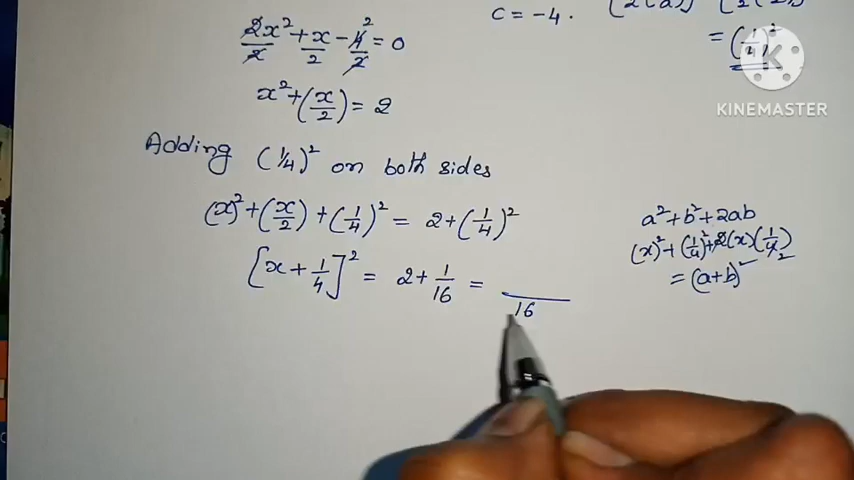 2x²/2 + x/2 - 4²/2 = 0
x² + (x/2) = 2
Adding (1/4)² on both sides
(x)² + (x/2) + (1/4)² = 2 + (1/4)²
[x + 1/4]² = 2 + 1/16 = /16
c = -4.
= (1/4)²
KINEMASTER
a² + b² + 2ab
(x)² + (1/4)² + 2(x)(1/4)2
= (a+b)²